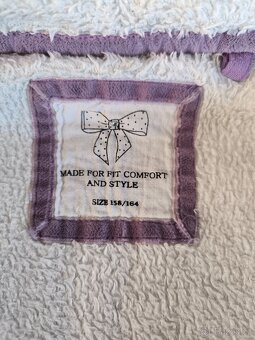 MADE FOR FIT COMFORT
AND STYLE
SIZE 158/164